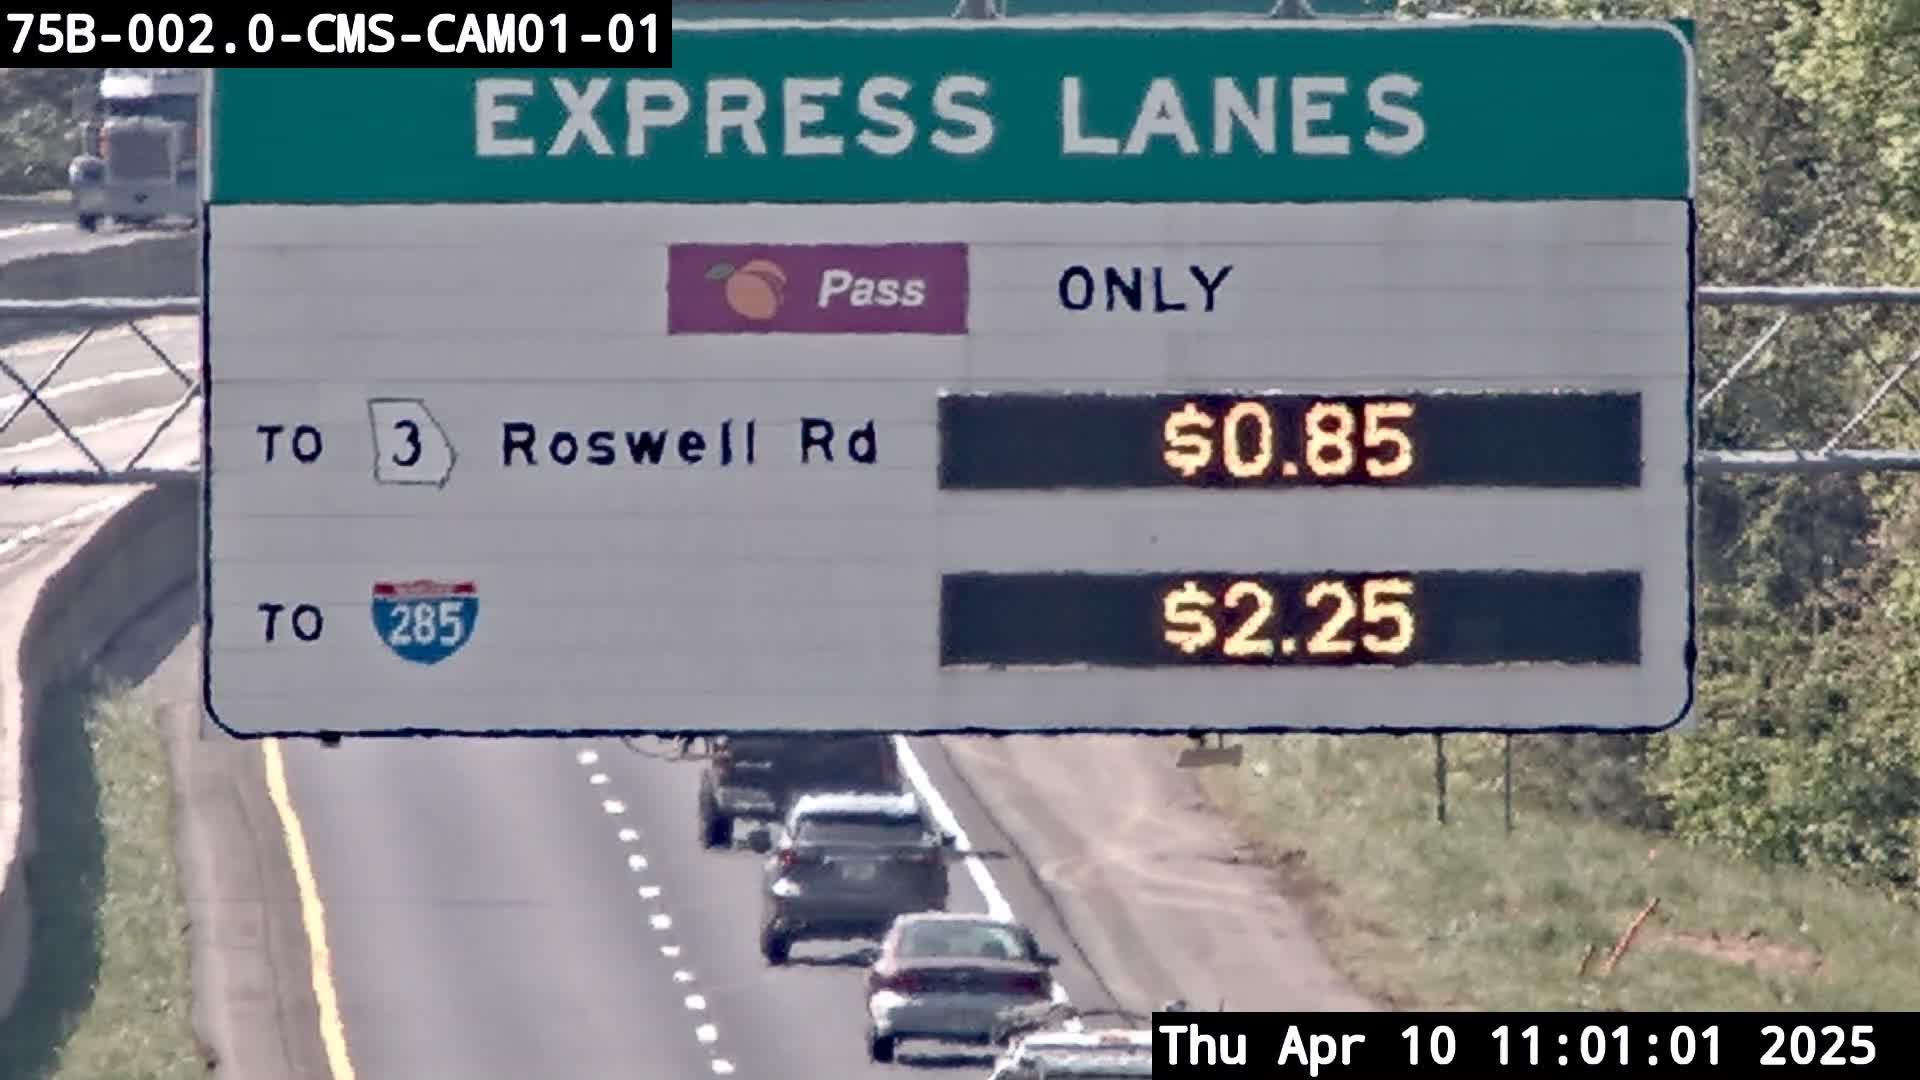 75B-002.0-CMS-CAM01-01
EXPRESS LANES
Pass ONLY
TO 3 Roswell Rd $0.85
TO 285 $2.25
Thu Apr 10 11:01:01 2025